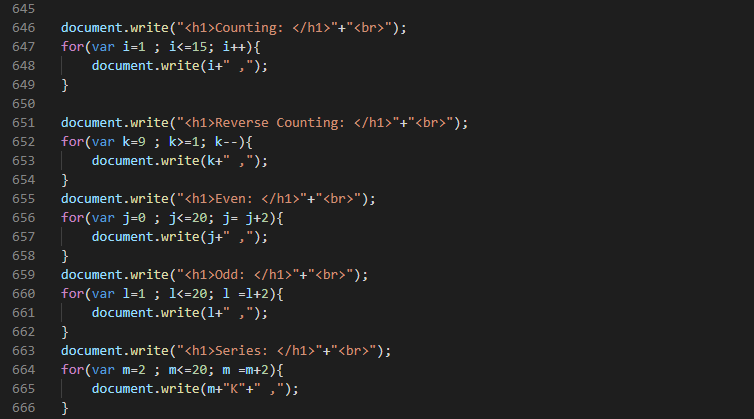 645
646 document.write("<h1>Counting: </h1>"+"<br>");
647 for(var i=1 ; i<=15; i++){
648     document.write(i+" ,");
649 }
650
651 document.write("<h1>Reverse Counting: </h1>"+"<br>");
652 for(var k=9 ; k>=1; k--){
653     document.write(k+" ,");
654 }
655 document.write("<h1>Even: </h1>"+"<br>");
656 for(var j=0 ; j<=20; j= j+2){
657     document.write(j+" ,");
658 }
659 document.write("<h1>Odd: </h1>"+"<br>");
660 for(var l=1 ; l<=20; l =l+2){
661     document.write(l+" ,");
662 }
663 document.write("<h1>Series: </h1>"+"<br>");
664 for(var m=2 ; m<=20; m =m+2){
665     document.write(m+"K"+" ,");
666 }